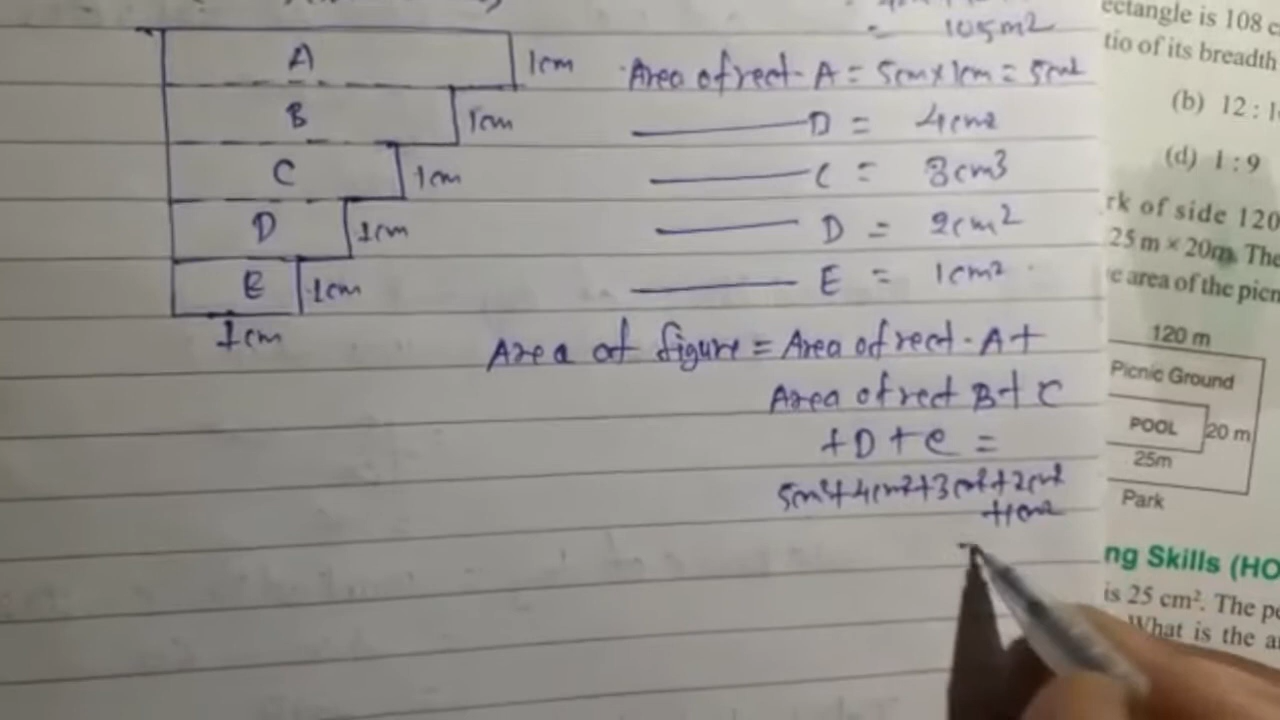 105m2
A 1cm Area of rect. A = 5cm x 1cm = 5cm2
B 1cm D = 4cm2
C 1cm C = 3cm3
D 1cm D = 2cm2
E 1cm E = 1cm2
1cm
Area of figure = Area of rect. A +
Area of rect B + C
+ D + e =
5cm2 + 4cm2 + 3cm2 + 2cm2
+ 1cm2
ectangle is 108 c
tio of its breadth
(b) 12 : 1
(d) 1 : 9
rk of side 120
25 m × 20m. The
e area of the picn
120 m
Picnic Ground
POOL 20 m
25m
Park
ng Skills (HO
is 25 cm². The pe
What is the a